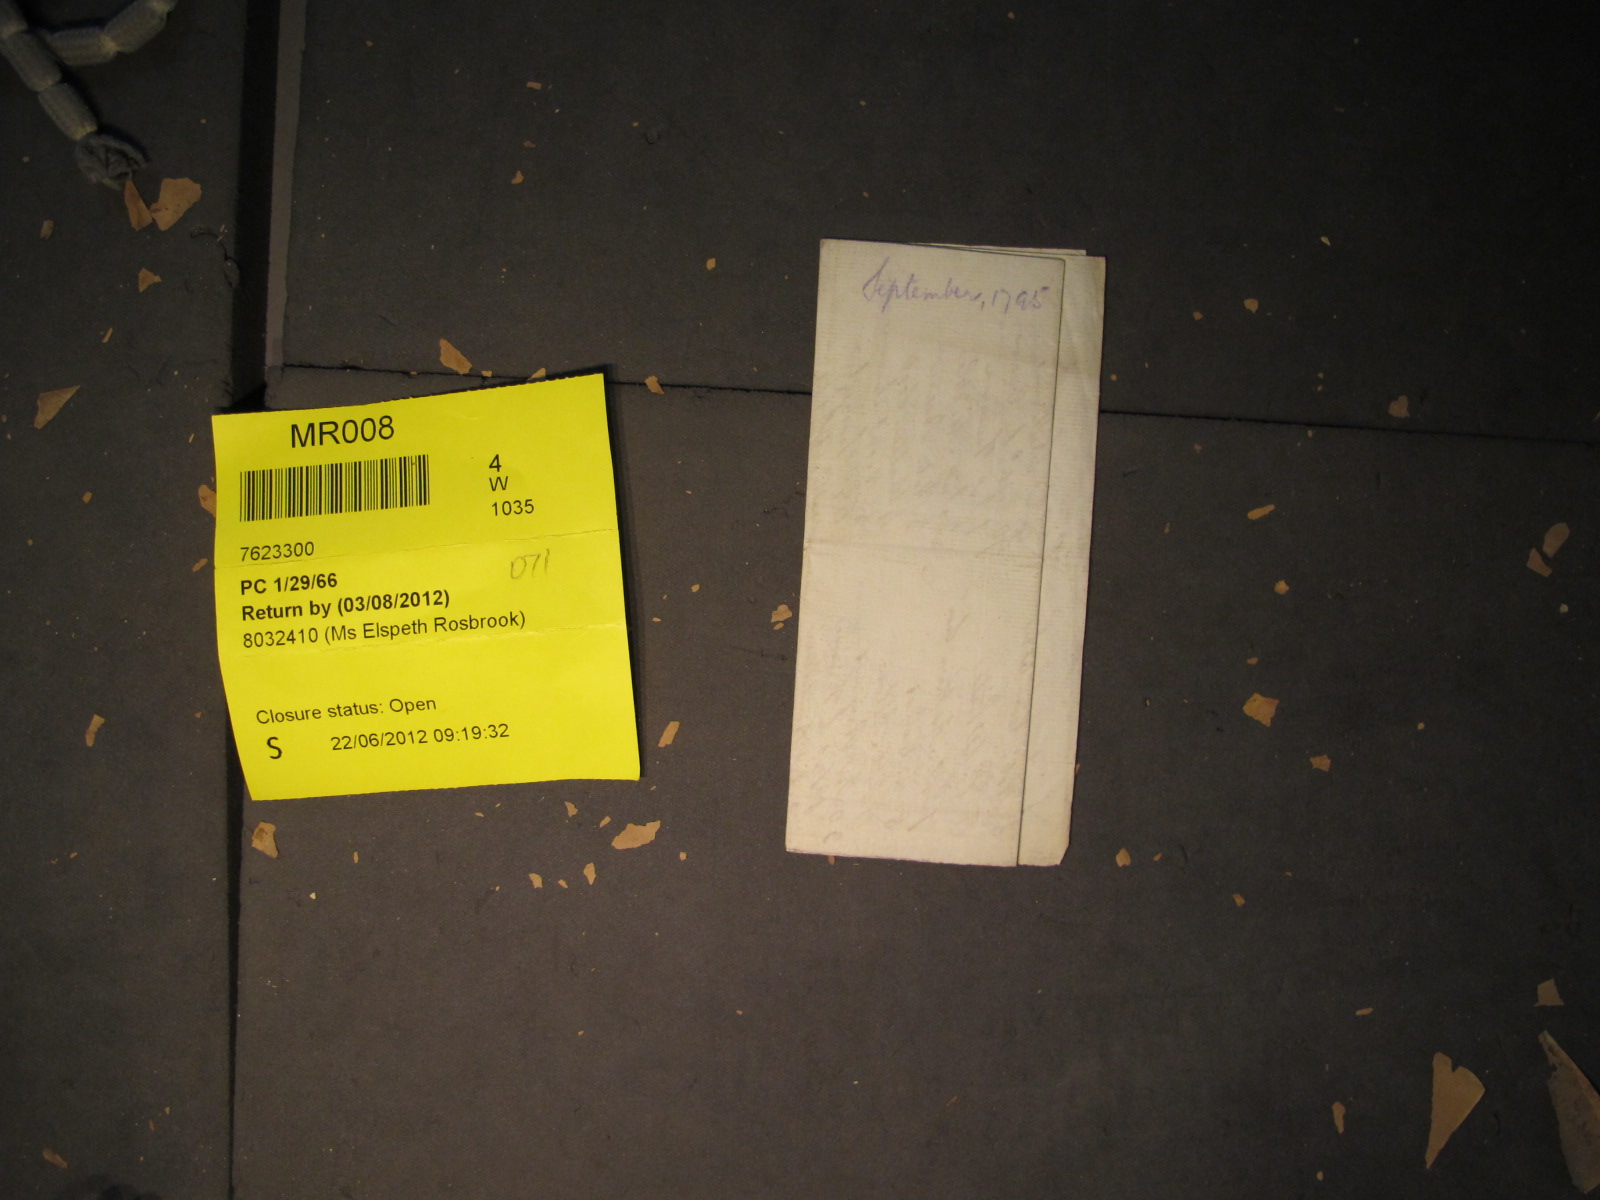 MR008
4
W
1035
7623300
071
PC 1/29/66
Return by (03/08/2012)
8032410 (Ms Elspeth Rosbrook)
Closure status: Open
S 22/06/2012 09:19:32
September, 1795